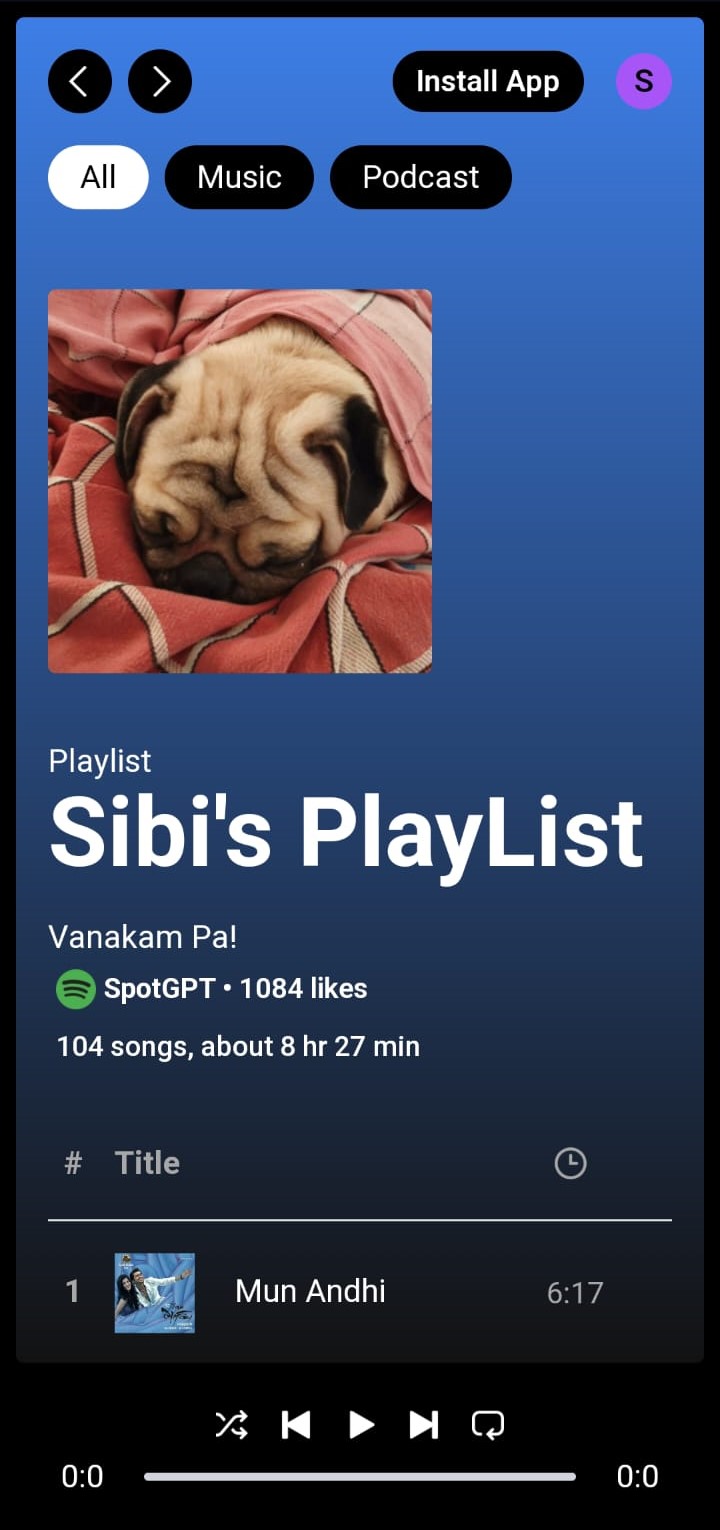 Install App
S
All Music Podcast
Playlist
Sibi's PlayList
Vanakam Pa!
SpotGPT • 1084 likes
104 songs, about 8 hr 27 min
# Title
1 Mun Andhi 6:17
0:0 0:0